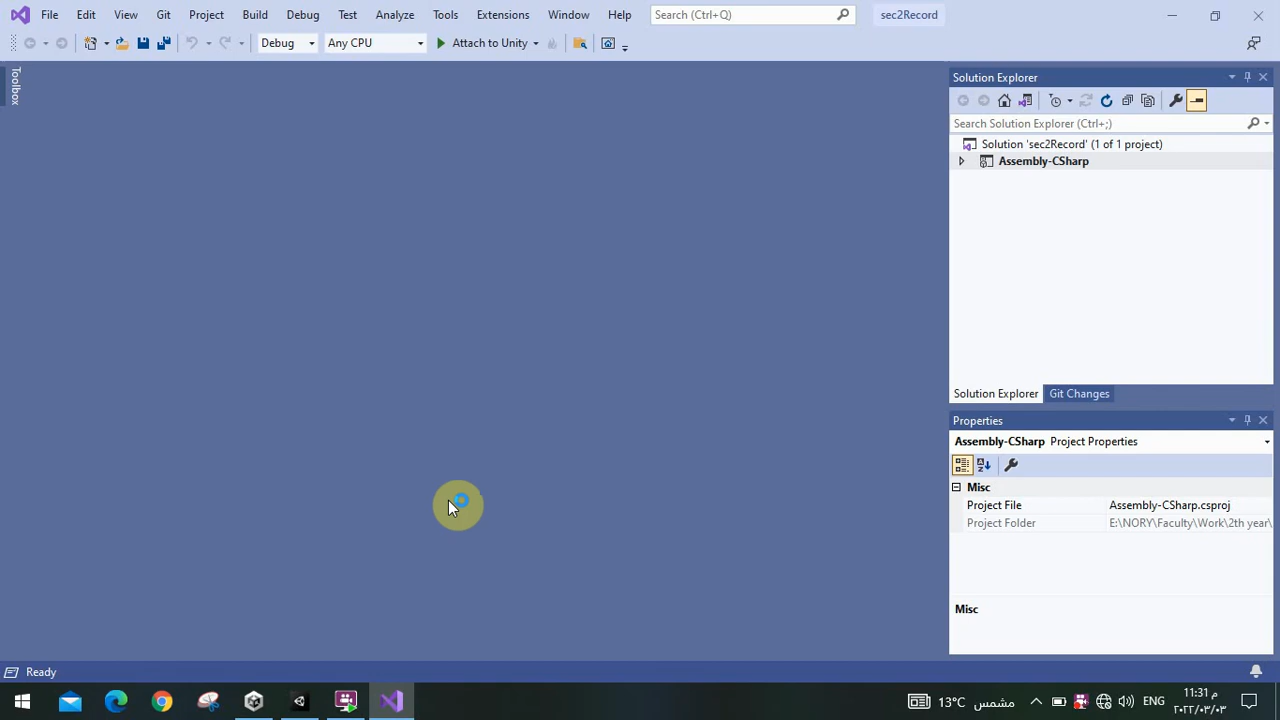 File Edit View Git Project Build Debug Test Analyze Tools Extensions Window Help Search (Ctrl+Q) sec2Record
Debug Any CPU Attach to Unity
Toolbox
Solution Explorer
Search Solution Explorer (Ctrl+;)
Solution 'sec2Record' (1 of 1 project)
Assembly-CSharp
Solution Explorer Git Changes
Properties
Assembly-CSharp Project Properties
Misc
Project File Assembly-CSharp.csproj
Project Folder E:\NORY\Faculty\Work\2th year\
Misc
Ready
13°C مشمس ENG 11:31 م
٢٠٢٢/٠٣/٠٣